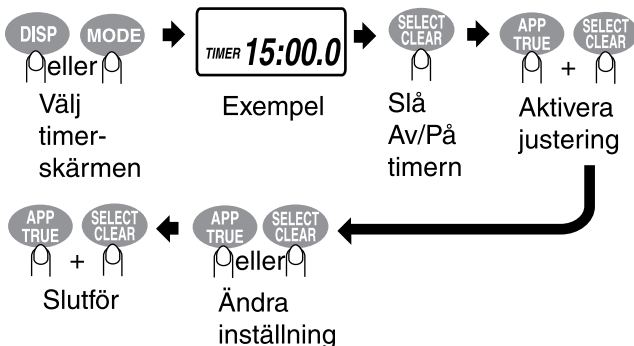 DISP
MODE
eller
Välj
timer-
skärmen
TIMER 15:00.0
Exempel
SELECT
CLEAR
Slå
Av/På
timern
APP
TRUE
+
SELECT
CLEAR
Aktivera
justering
APP
TRUE
+
SELECT
CLEAR
Slutför
APP
TRUE
eller
SELECT
CLEAR
Ändra
inställning